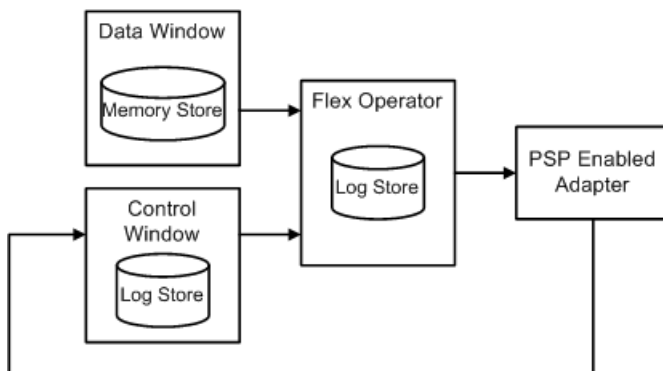 Data Window
Memory Store
Flex Operator
Log Store
PSP Enabled
Adapter
Control
Window
Log Store